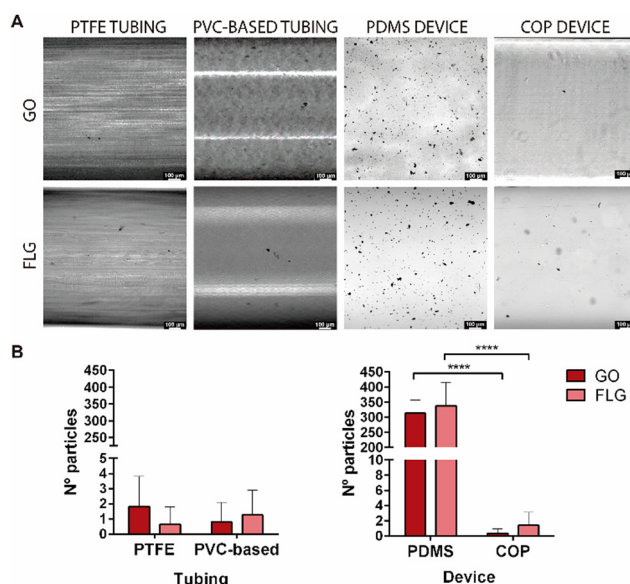 A
PTFE TUBING PVC-BASED TUBING PDMS DEVICE COP DEVICE
GO
100 µm 100 µm 100 µm 100 µm
FLG
100 µm 100 µm 100 µm 100 µm
B
Nº particles
450
400
350
300
250
5
4
3
2
1
0
PTFE PVC-based
Tubing
Nº particles
450
400
350
300
250
200
10
8
6
4
2
0
****
****
GO
FLG
PDMS COP
Device